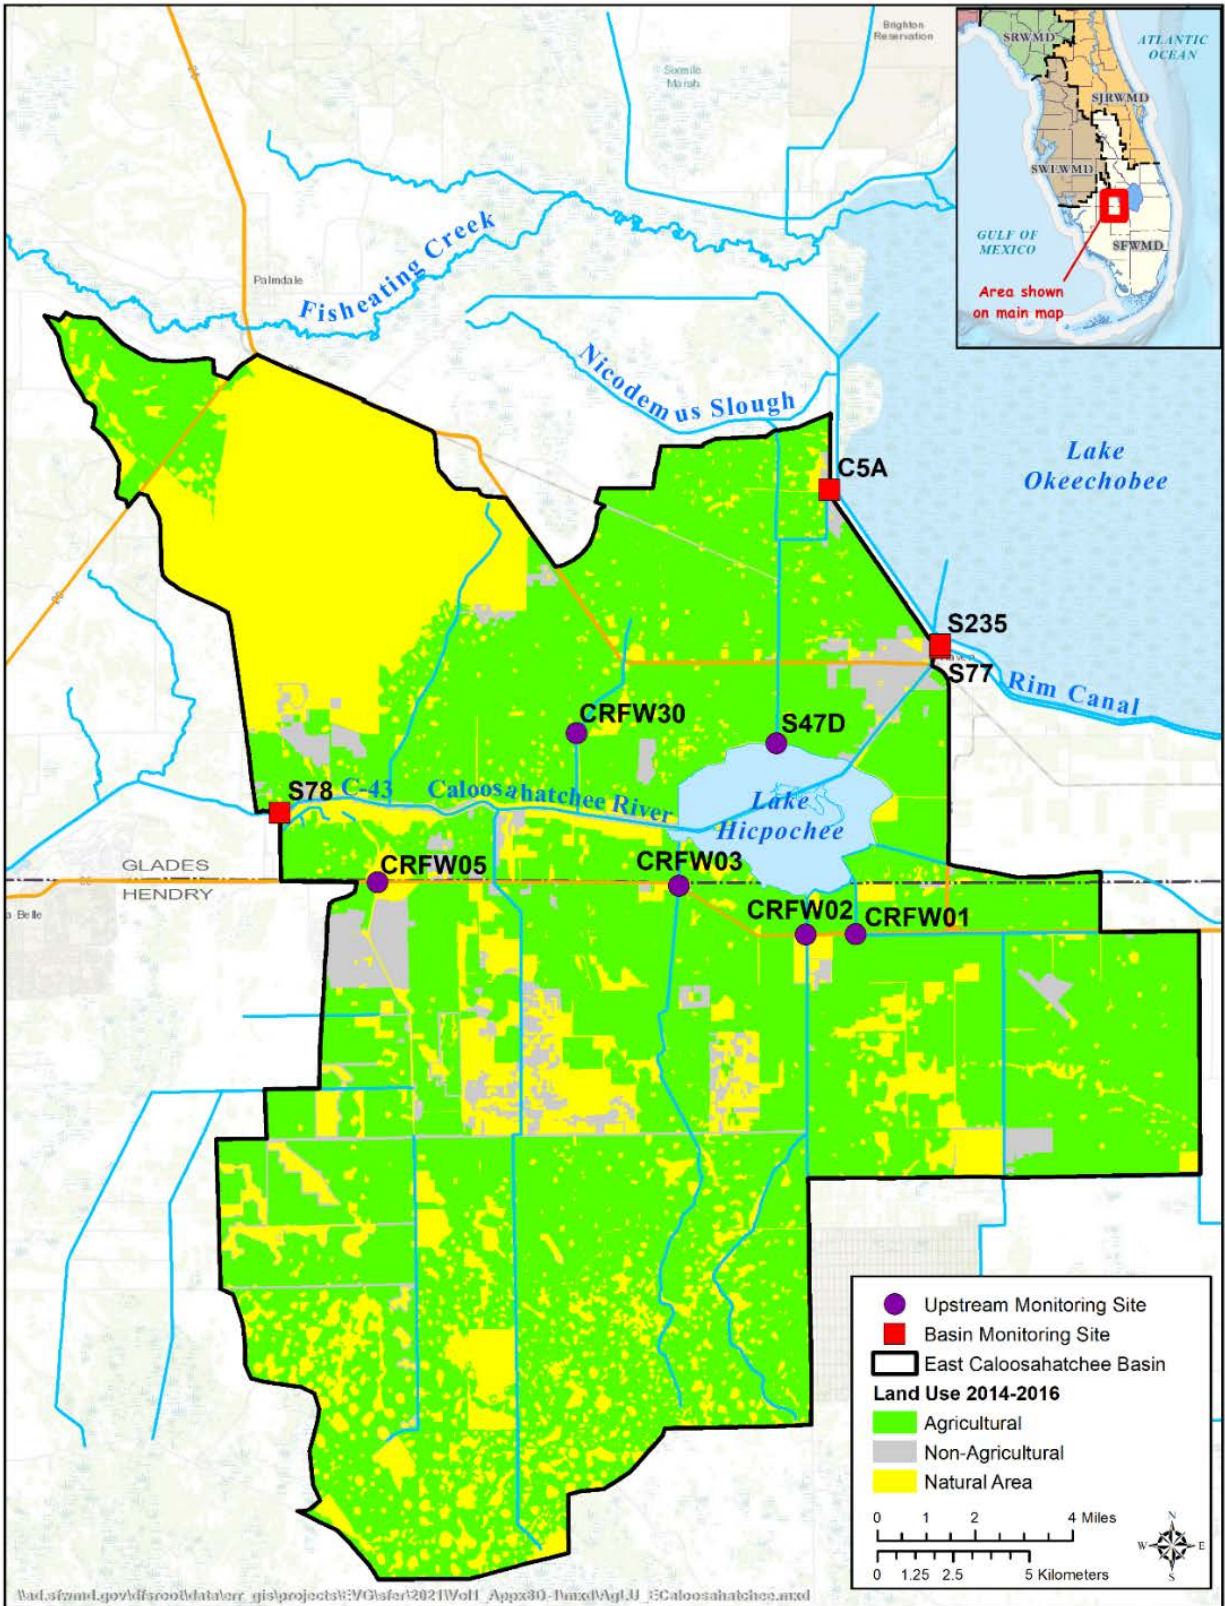 Brighton
Reservation
Sixmile
Marsh
SRWMD
ATLANTIC
OCEAN
SJRWMD
SWFWMD
GULF OF
MEXICO
SFWMD
Area shown
on main map
Palmdale
Fisheating Creek
Nicodemus Slough
Lake
Okeechobee
C5A
S235
S77
Rim Canal
CRFW30
S47D
S78
C-43
Caloosahatchee River
Lake
Hicpochee
GLADES
HENDRY
CRFW05
CRFW03
CRFW02
CRFW01
a Belle
Upstream Monitoring Site
Basin Monitoring Site
East Caloosahatchee Basin
Land Use 2014-2016
Agricultural
Non-Agricultural
Natural Area
0 1 2 4 Miles
0 1.25 2.5 5 Kilometers
N
W E
S